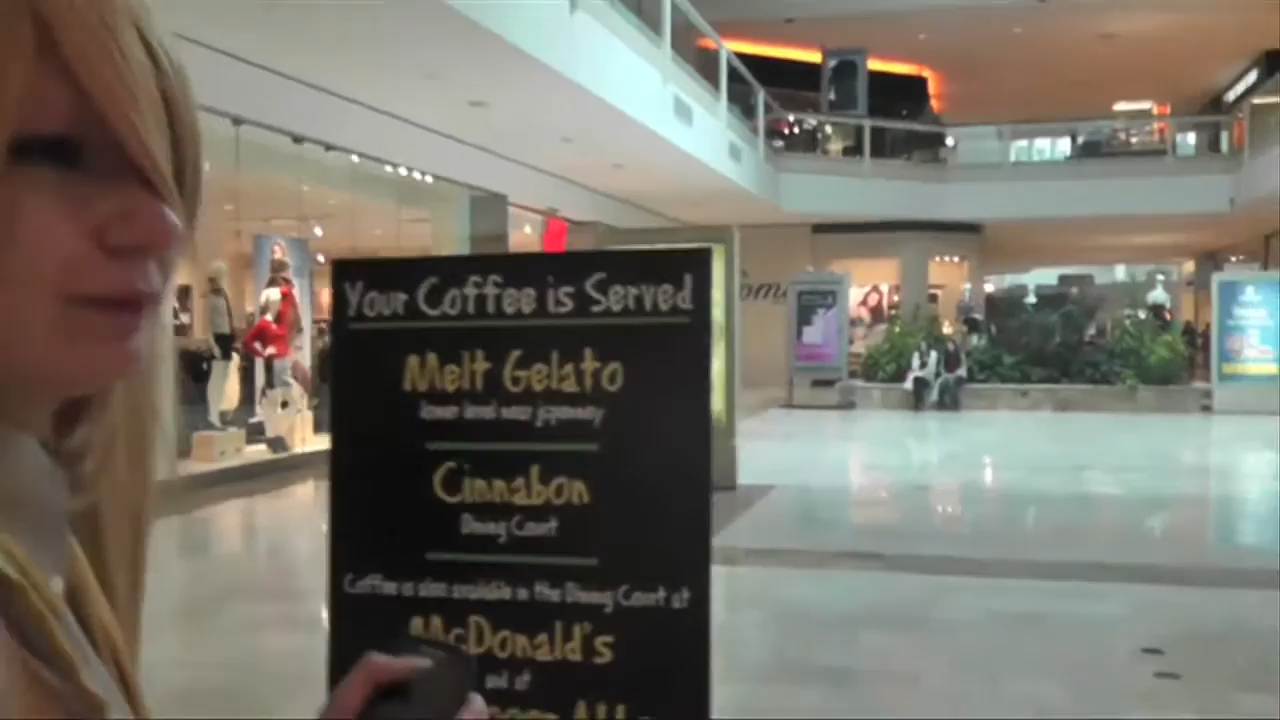 Your Coffee is Served
Melt Gelato
lower level near jcpenney
Cinnabon
Dining Court
Coffee is also available in the Dining Court at
McDonald's
and at